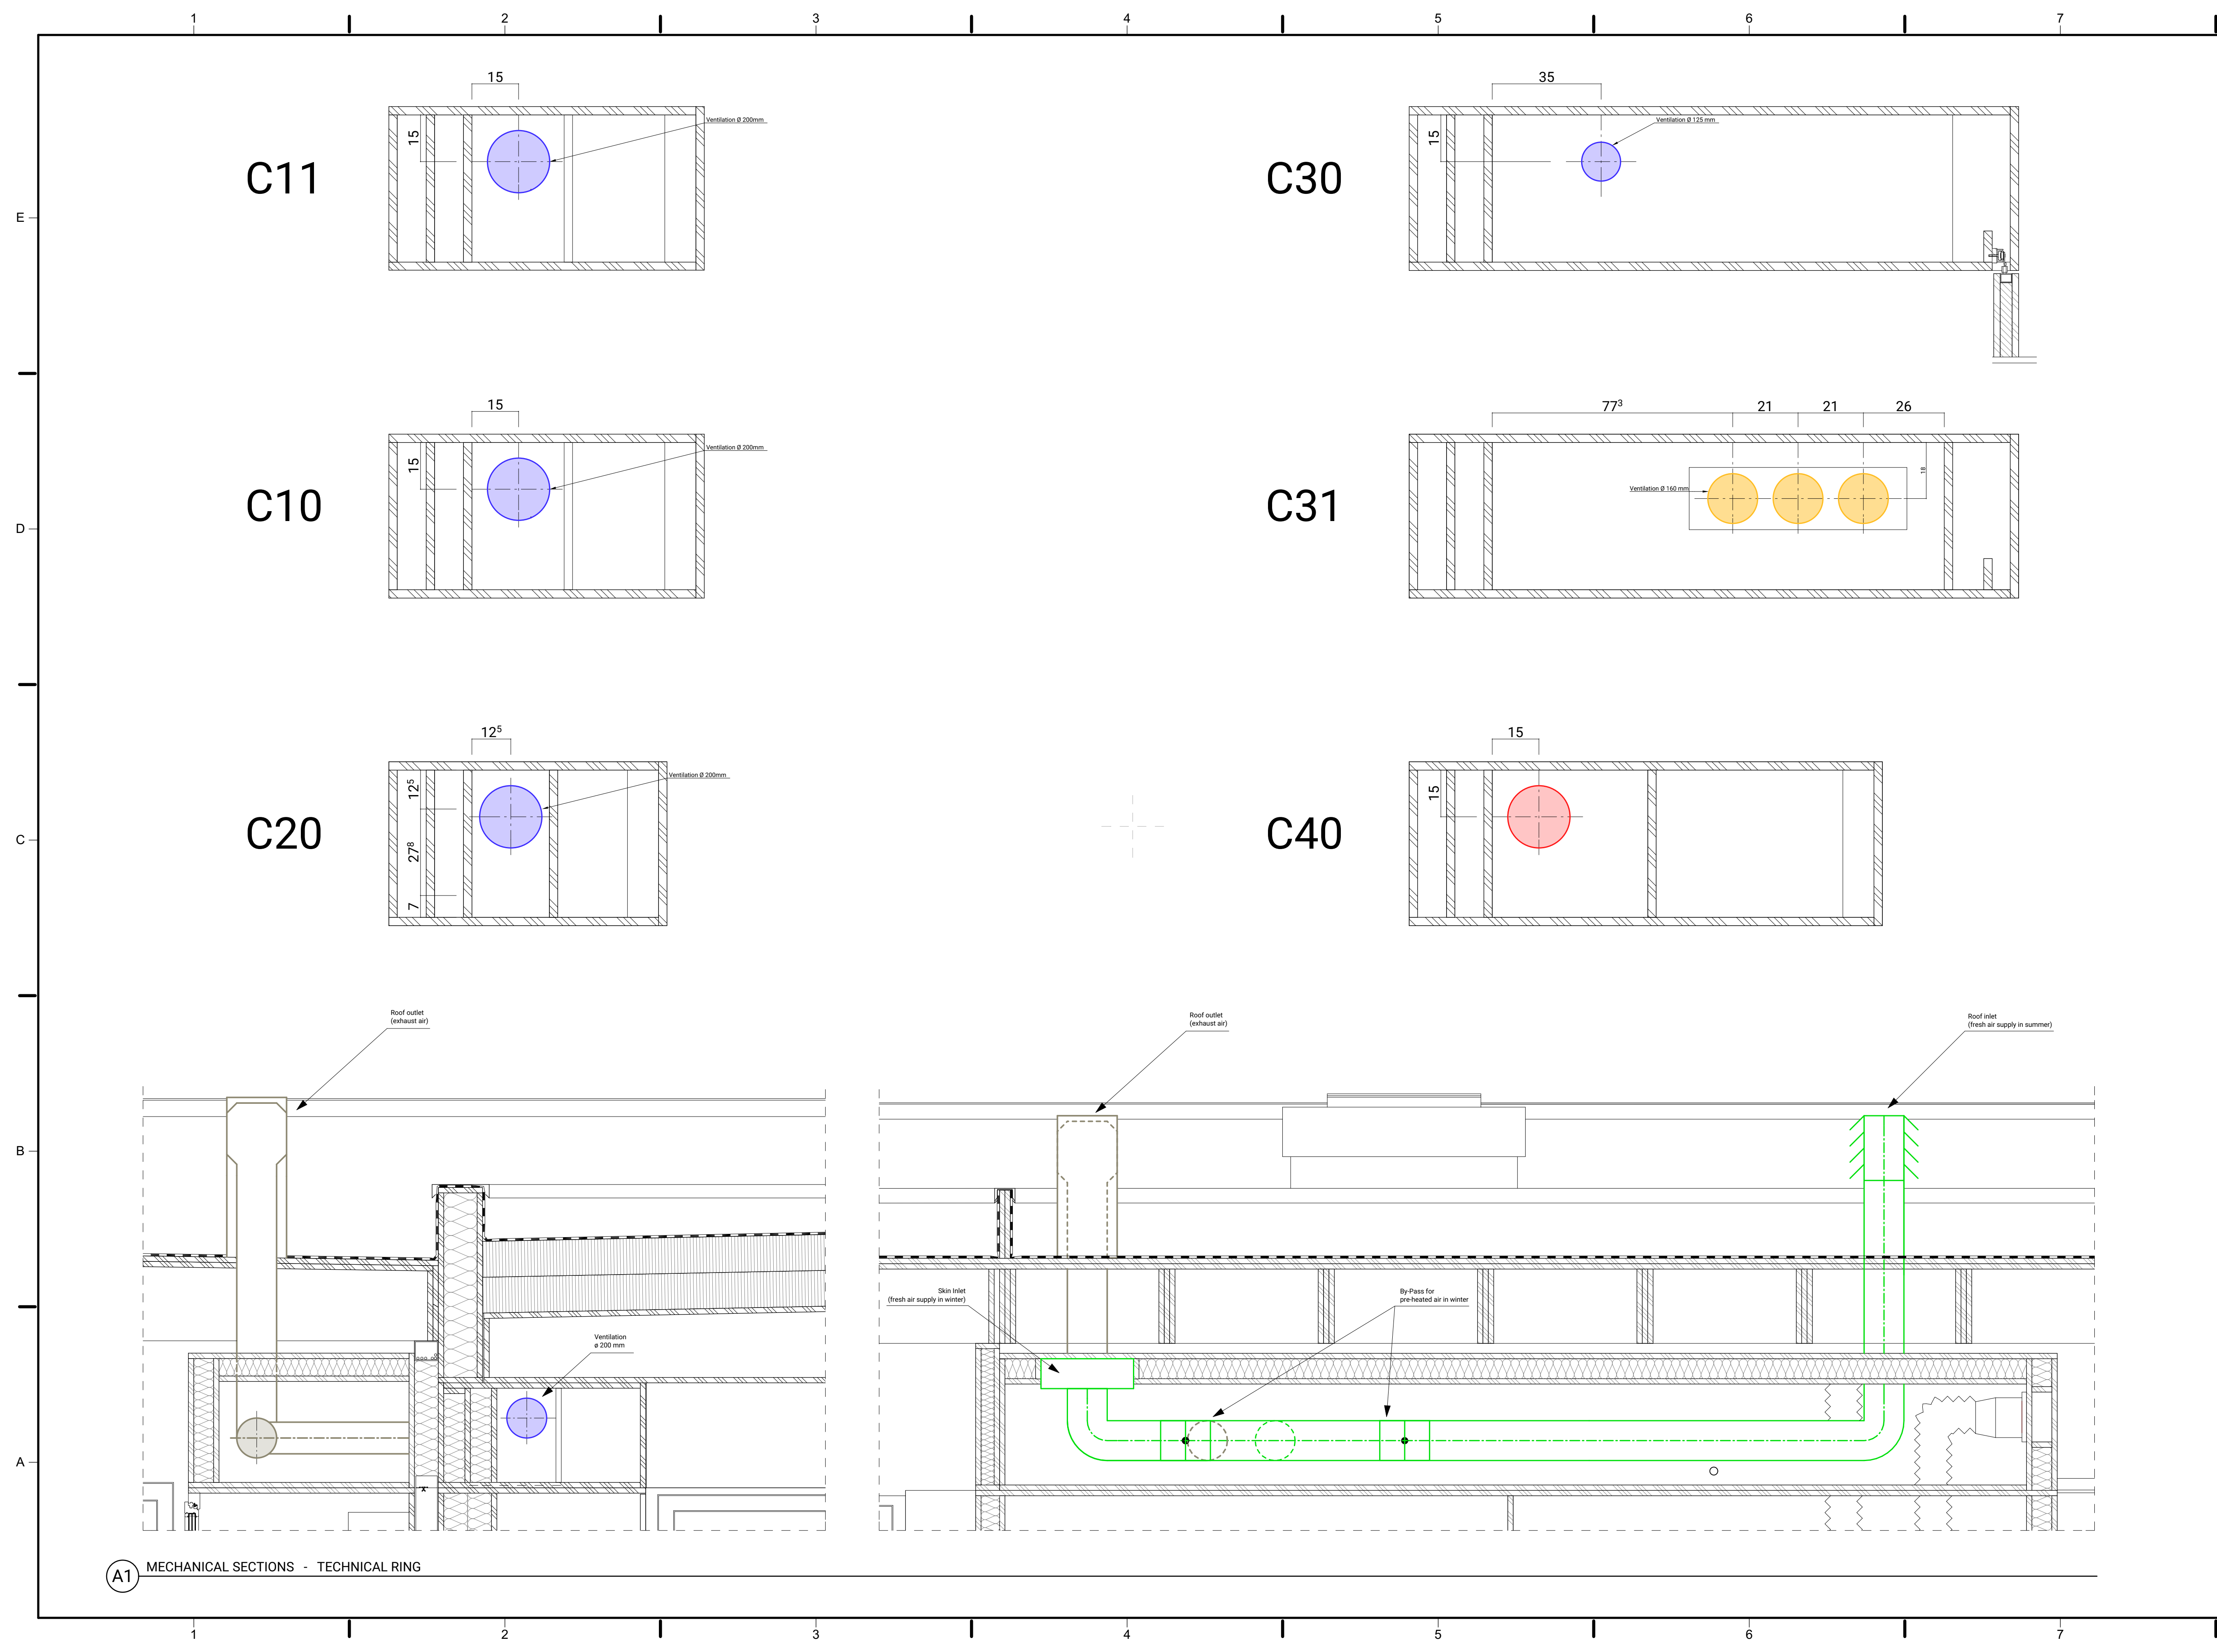 1 2 3 4 5 6 7
15
15
Ventilation Ø 200mm
C11
35
15
Ventilation Ø 125 mm
C30
E
15
15
Ventilation Ø 200mm
C10
77³ 21 21 26
18
Ventilation Ø 160 mm
C31
D
12⁵
12⁵
27⁸
7
Ventilation Ø 200mm
C20
15
15
C40
C
Roof outlet
(exhaust air)
Roof outlet
(exhaust air)
Roof inlet
(fresh air supply in summer)
B
Skin Inlet
(fresh air supply in winter)
By-Pass for
pre-heated air in winter
Ventilation
ø 200 mm
A
A1 MECHANICAL SECTIONS - TECHNICAL RING
1 2 3 4 5 6 7